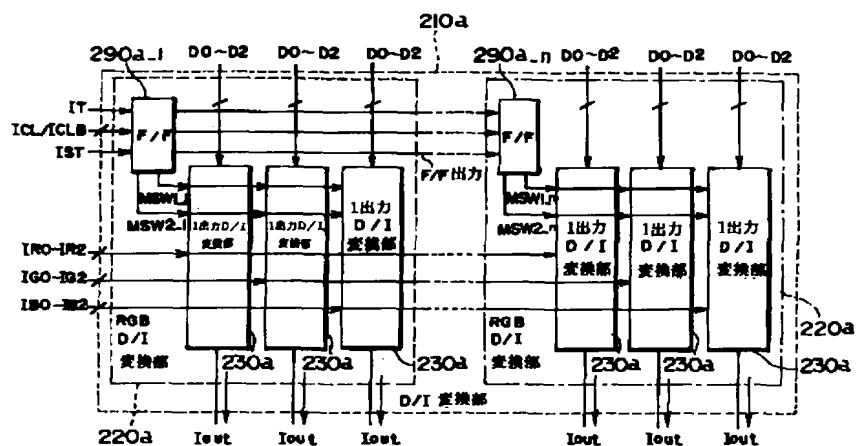 210a
290a_1
D0~D2
D0~D2
D0~D2
290a_n
D0~D2
D0~D2
D0~D2
IT
ICL/ICLB
IST
F/F
F/F
F/F出力
MSW1_1
MSW2_1
MSW1_n
MSW2_n
1出力D/I
変換部
1出力D/I
変換部
1出力
D/I
変換部
1出力
D/I
変換部
1出力
D/I
変換部
1出力
D/I
変換部
IR0~IR2
IG0~IG2
IB0~IB2
RGB
D/I
変換部
RGB
D/I
変換部
230a
230a
230a
230a
230a
230a
220a
220a
D/I 変換部
Iout
Iout
Iout
Iout
Iout
Iout